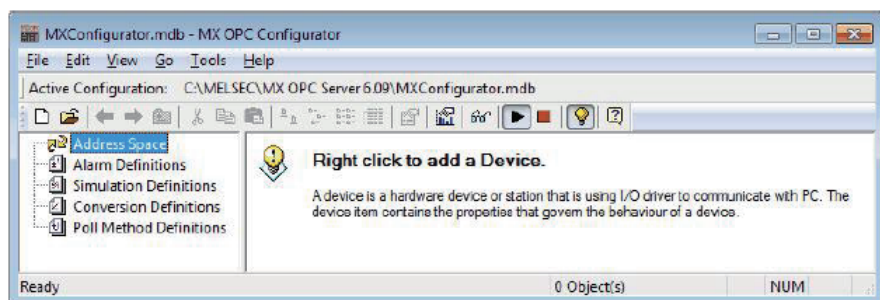 MXConfigurator.mdb - MX OPC Configurator
File Edit View Go Tools Help
Active Configuration: C:\MELSEC\MX OPC Server 6.09\MXConfigurator.mdb
Address Space
Alarm Definitions
Simulation Definitions
Conversion Definitions
Poll Method Definitions
Right click to add a Device.
A device is a hardware device or station that is using I/O driver to communicate with PC. The
device item contains the properties that govern the behaviour of a device.
Ready 0 Object(s) NUM